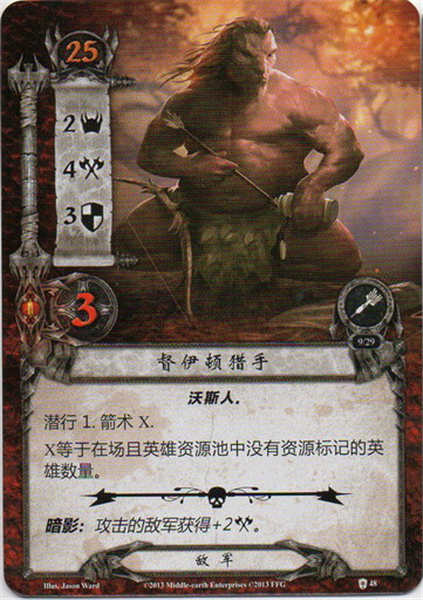 25
2
4
3
3
9/29
督伊顿猎手
沃斯人.
潜行 1. 箭术 X.
X等于在场且英雄资源池中没有资源标记的英
雄数量。
暗影: 攻击的敌军获得+2。
敌军
Illus. Jason Ward
©2013 Middle-earth Enterprises ©2013 FFG
48